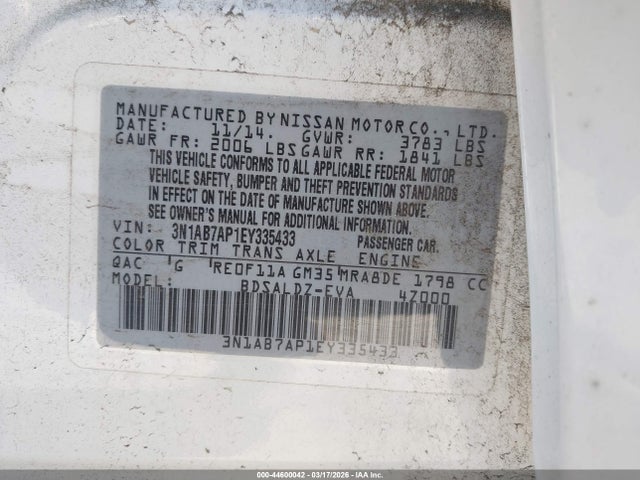 MANUFACTURED BY NISSAN MOTOR CO., LTD.
DATE: 11/14. GVWR: 3783 LBS
GAWR FR: 2006 LBS GAWR RR: 1841 LBS
THIS VEHICLE CONFORMS TO ALL APPLICABLE FEDERAL MOTOR
VEHICLE SAFETY, BUMPER AND THEFT PREVENTION STANDARDS
IN EFFECT ON THE DATE OF MANUFACTURE SHOWN ABOVE.
SEE OWNER'S MANUAL FOR ADDITIONAL INFORMATION.
VIN: 3N1AB7AP1EY335433 PASSENGER CAR.
COLOR TRIM TRANS AXLE ENGINE
QAC G RE0F11A GM35 MRA8DE 1798 CC
MODEL: BDSALDZ-EVA 4Z000
3N1AB7AP1EY335433
000-44600042 - 03/17/2026 - IAA Inc.